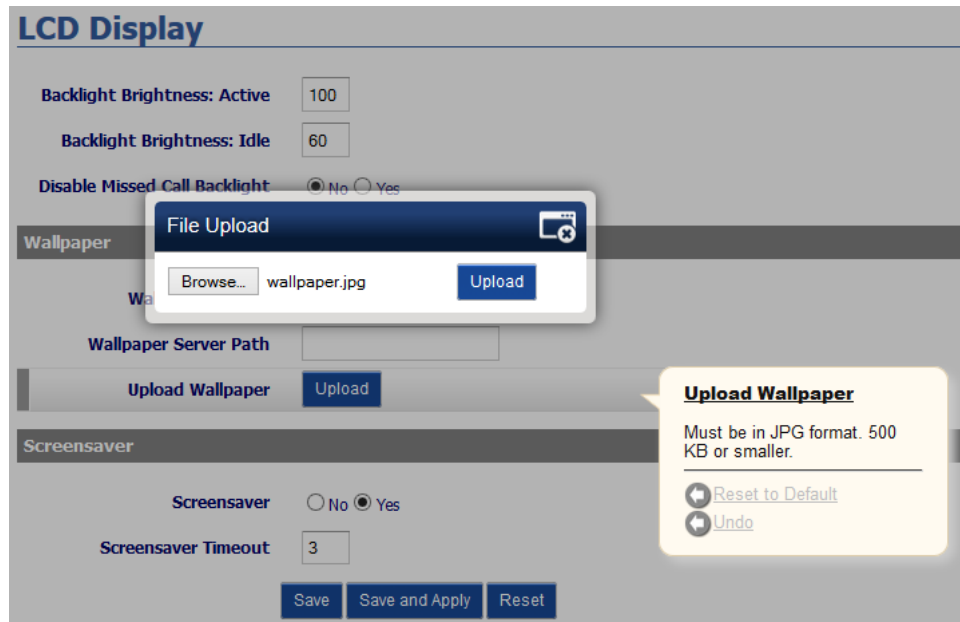 LCD Display
Backlight Brightness: Active 100
Backlight Brightness: Idle 60
Disable Missed Call Backlight No Yes
File Upload
Wallpaper
Browse... wallpaper.jpg Upload
Wallpaper Server Path
Upload Wallpaper Upload
Upload Wallpaper
Must be in JPG format. 500
KB or smaller.
Reset to Default
Undo
Screensaver
Screensaver No Yes
Screensaver Timeout 3
Save Save and Apply Reset